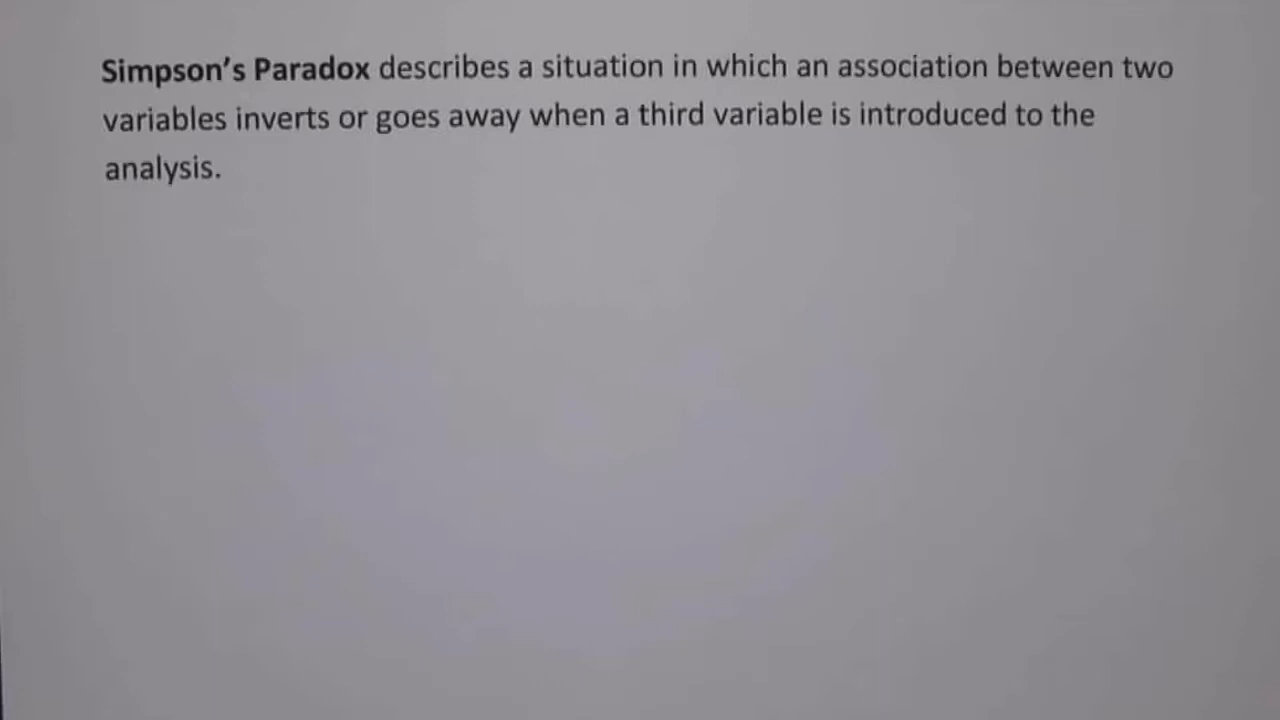 Simpson’s Paradox describes a situation in which an association between two
variables inverts or goes away when a third variable is introduced to the
analysis.